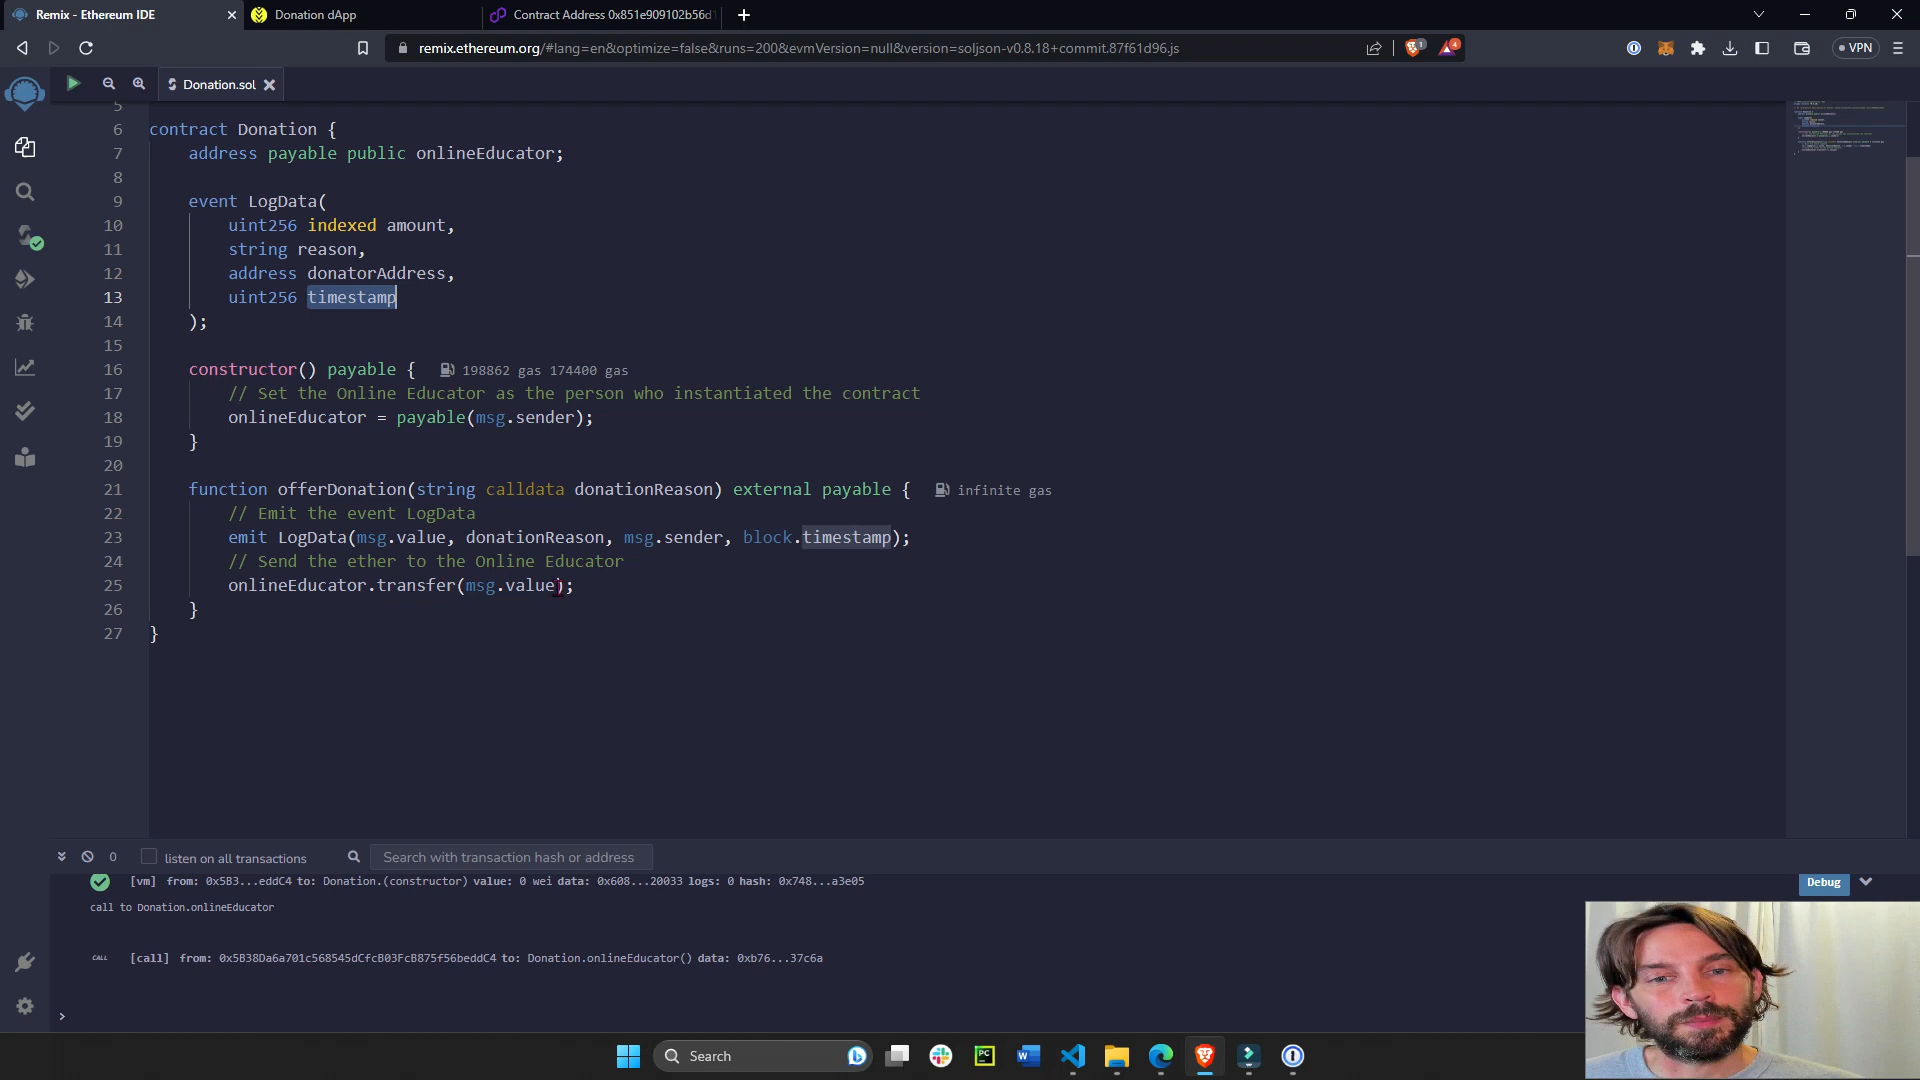 Remix - Ethereum IDE
Donation dApp
Contract Address 0x851e909102b56d1
remix.ethereum.org/#lang=en&optimize=false&runs=200&evmVersion=null&version=soljson-v0.8.18+commit.87f61d96.js
1
4
VPN
Donation.sol
5
6 contract Donation {
7 address payable public onlineEducator;
8
9 event LogData(
10 uint256 indexed amount,
11 string reason,
12 address donatorAddress,
13 uint256 timestamp
14 );
15
16 constructor() payable { 198862 gas 174400 gas
17 // Set the Online Educator as the person who instantiated the contract
18 onlineEducator = payable(msg.sender);
19 }
20
21 function offerDonation(string calldata donationReason) external payable { infinite gas
22 // Emit the event LogData
23 emit LogData(msg.value, donationReason, msg.sender, block.timestamp);
24 // Send the ether to the Online Educator
25 onlineEducator.transfer(msg.value);
26 }
27 }
0 listen on all transactions Search with transaction hash or address
[vm] from: 0x5B3...eddC4 to: Donation.(constructor) value: 0 wei data: 0x608...20033 logs: 0 hash: 0x748...a3e05
Debug
call to Donation.onlineEducator
CALL [call] from: 0x5B38Da6a701c568545dCfcB03FcB875f56beddC4 to: Donation.onlineEducator() data: 0xb76...37c6a
>
Search
PC
W